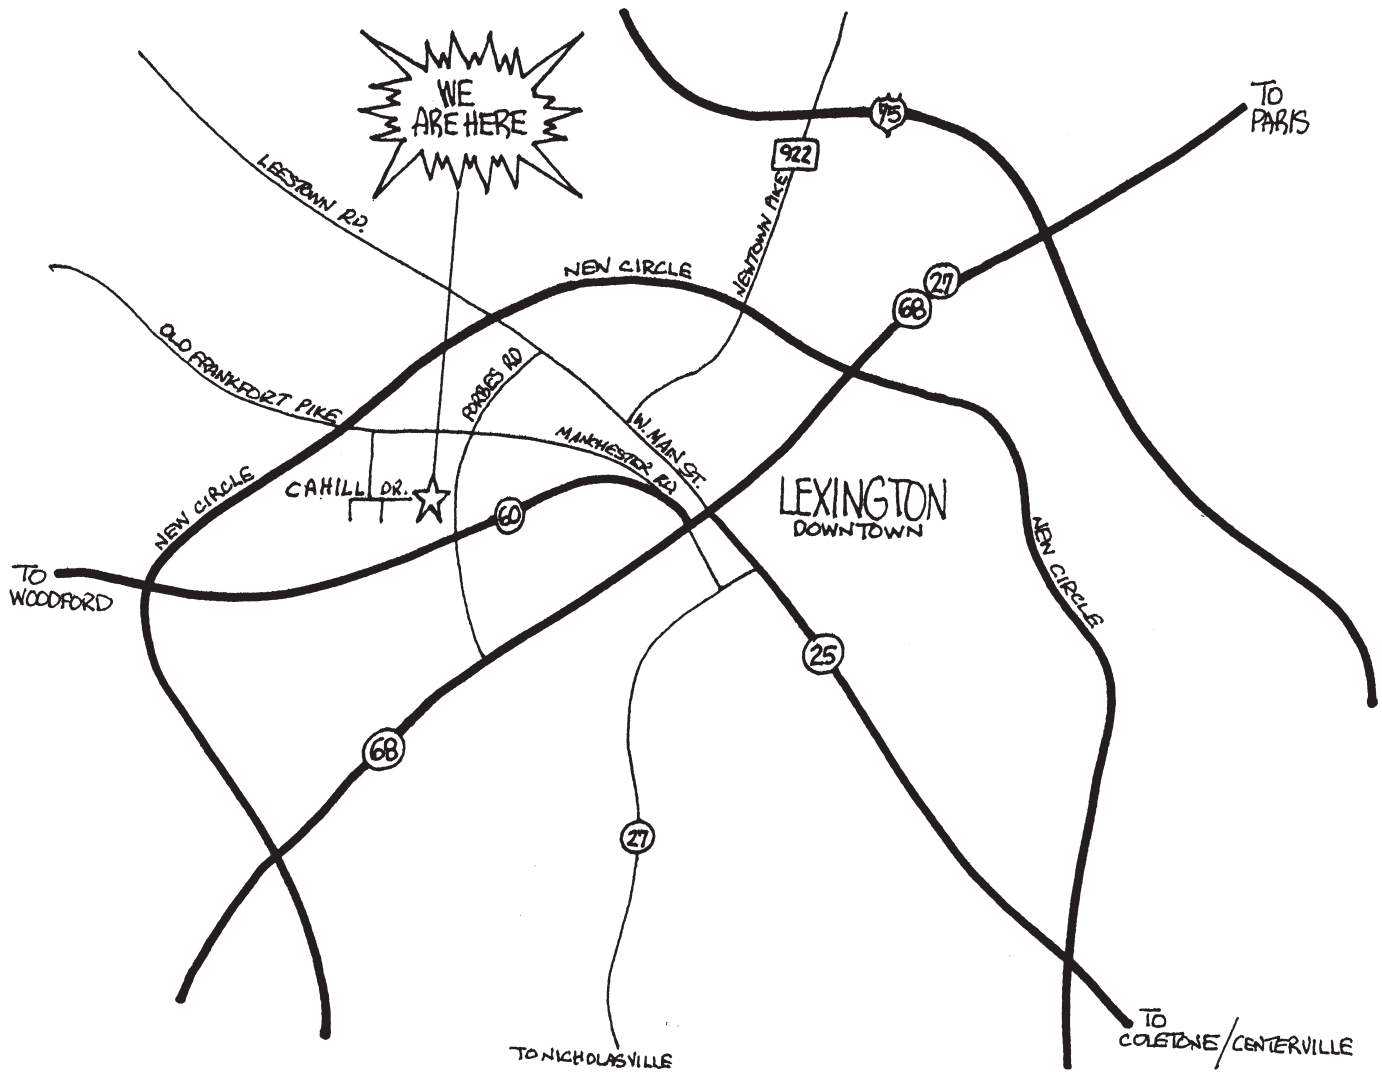 WE
ARE HERE
75
TO
PARIS
922
LEESTOWN RD.
NEWTOWN PIKE
NEW CIRCLE
27
68
OLD FRANKFORT PIKE
FORBES RD
W. MAIN ST.
MANCHESTER RD
CAHILL DR.
NEW CIRCLE
LEXINGTON
DOWNTOWN
60
NEW CIRCLE
TO
WOODFORD
25
68
27
TO NICHOLASVILLE
TO
COLETONE/CENTERVILLE